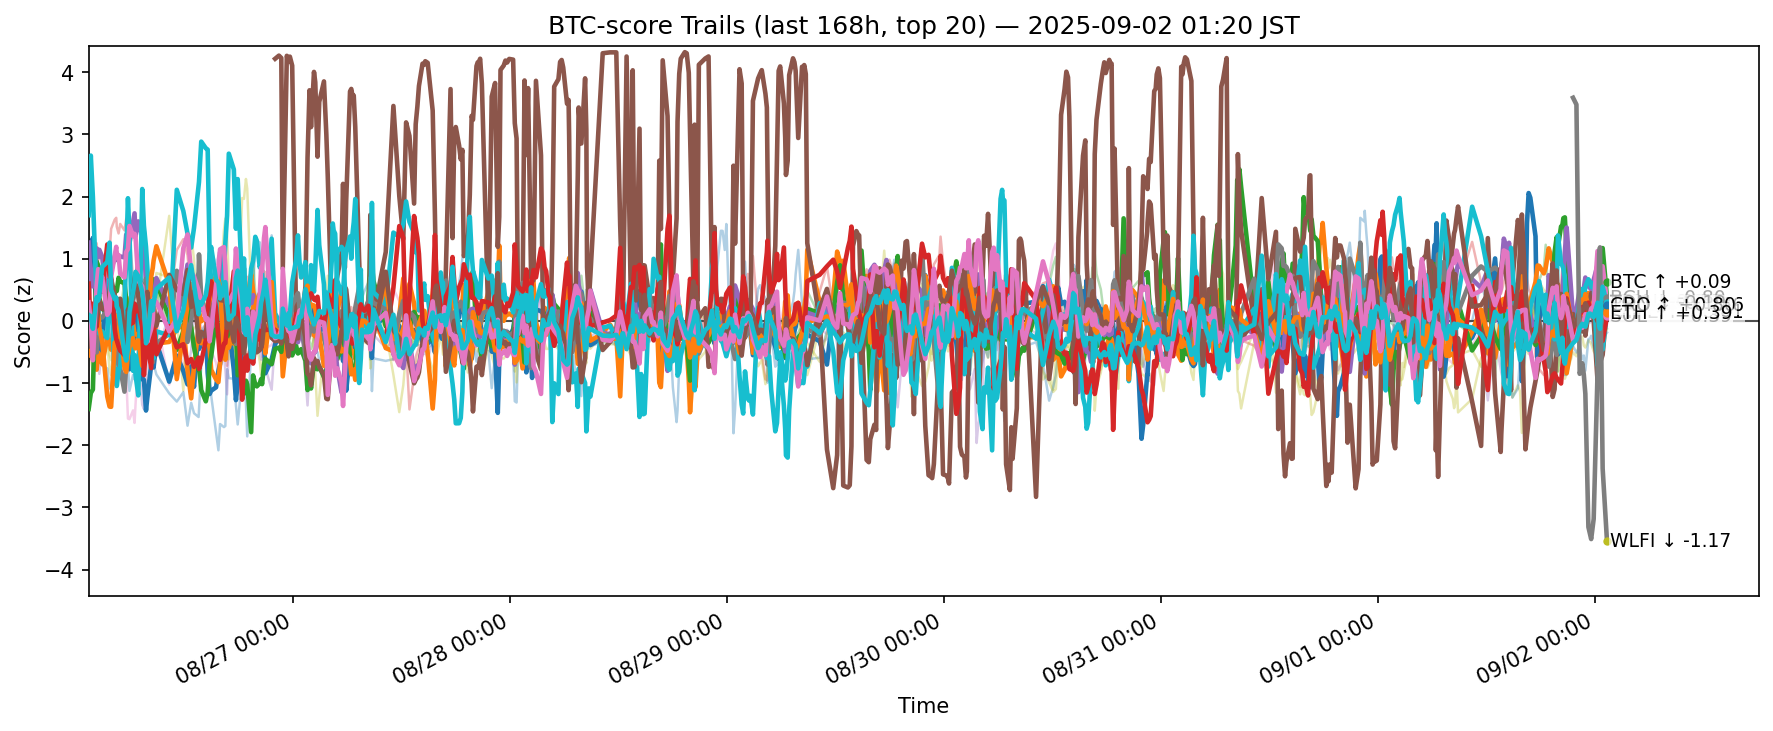 BTC-score Trails (last 168h, top 20) — 2025-09-02 01:20 JST
Score (z)
4
3
2
1
0
−1
−2
−3
−4
BTC ↑ +0.09
ETH ↑ +0.39
WLFI ↓ -1.17
08/27 00:00
08/28 00:00
08/29 00:00
08/30 00:00
08/31 00:00
09/01 00:00
09/02 00:00
Time